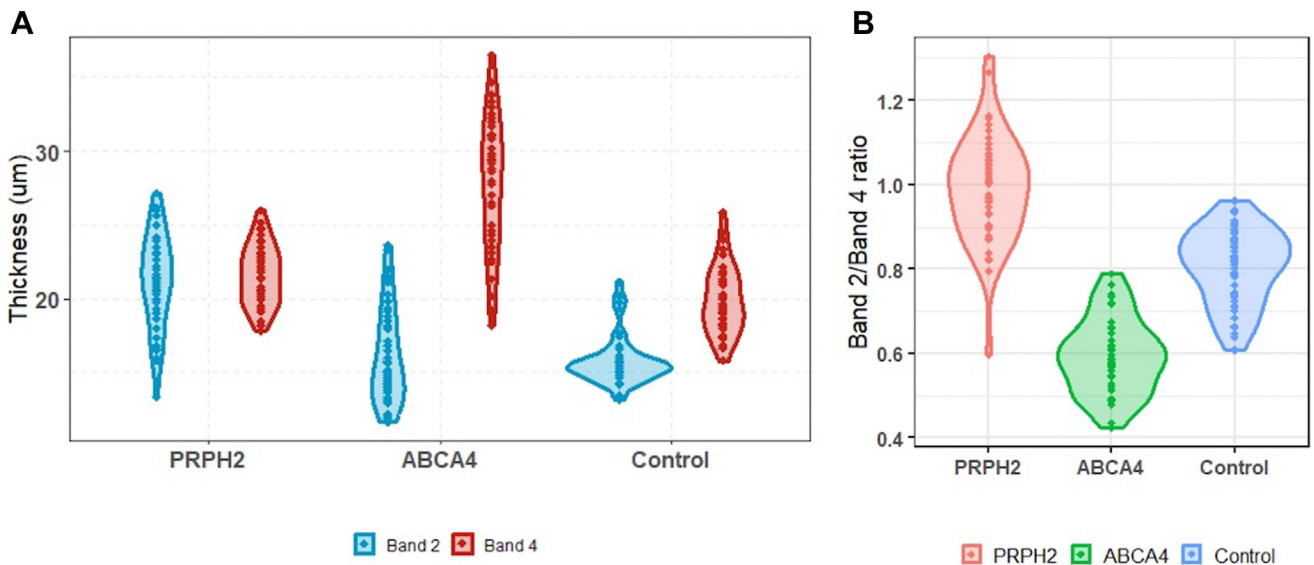 A
Thickness (um)
30
20
PRPH2 ABCA4 Control
Band 2 Band 4
B
Band 2/Band 4 ratio
1.2
1.0
0.8
0.6
0.4
PRPH2 ABCA4 Control
PRPH2 ABCA4 Control